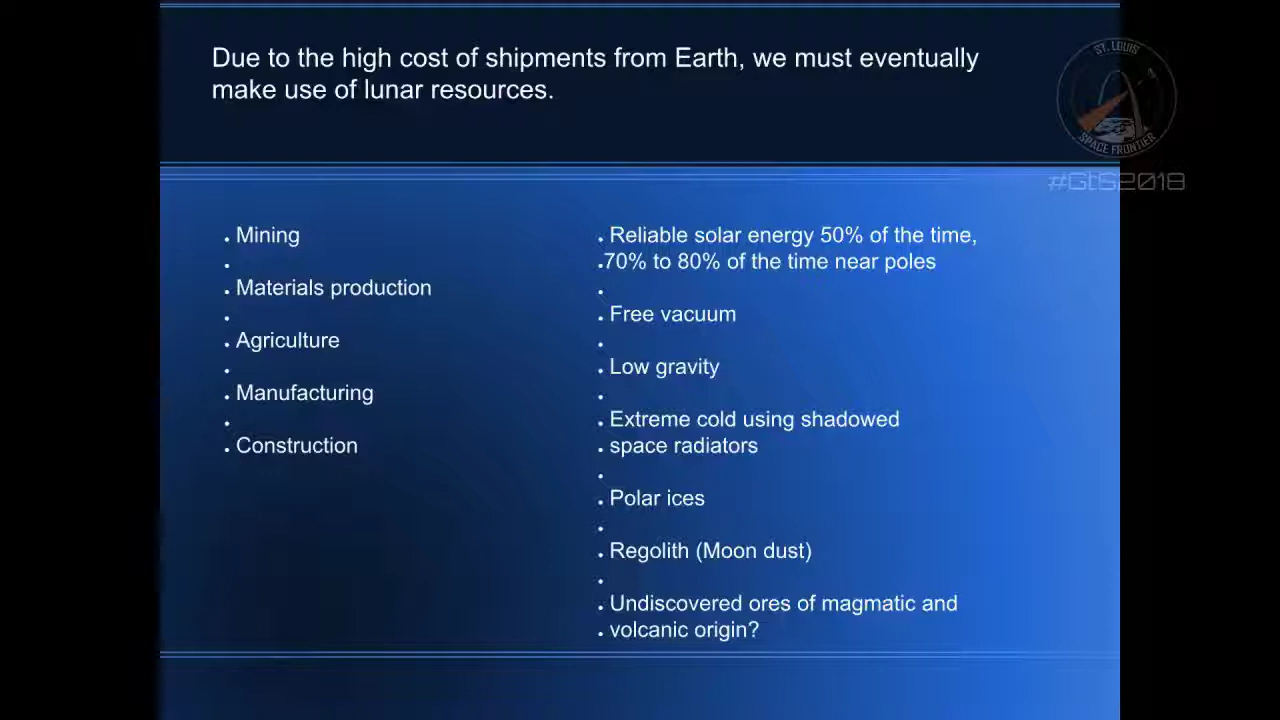 Due to the high cost of shipments from Earth, we must eventually
make use of lunar resources.
ST. LOUIS
SPACE FRONTIER
#GtS2018
• Mining
•
• Materials production
•
• Agriculture
•
• Manufacturing
•
• Construction
• Reliable solar energy 50% of the time,
•70% to 80% of the time near poles
•
• Free vacuum
•
• Low gravity
•
• Extreme cold using shadowed
• space radiators
•
• Polar ices
•
• Regolith (Moon dust)
•
• Undiscovered ores of magmatic and
• volcanic origin?